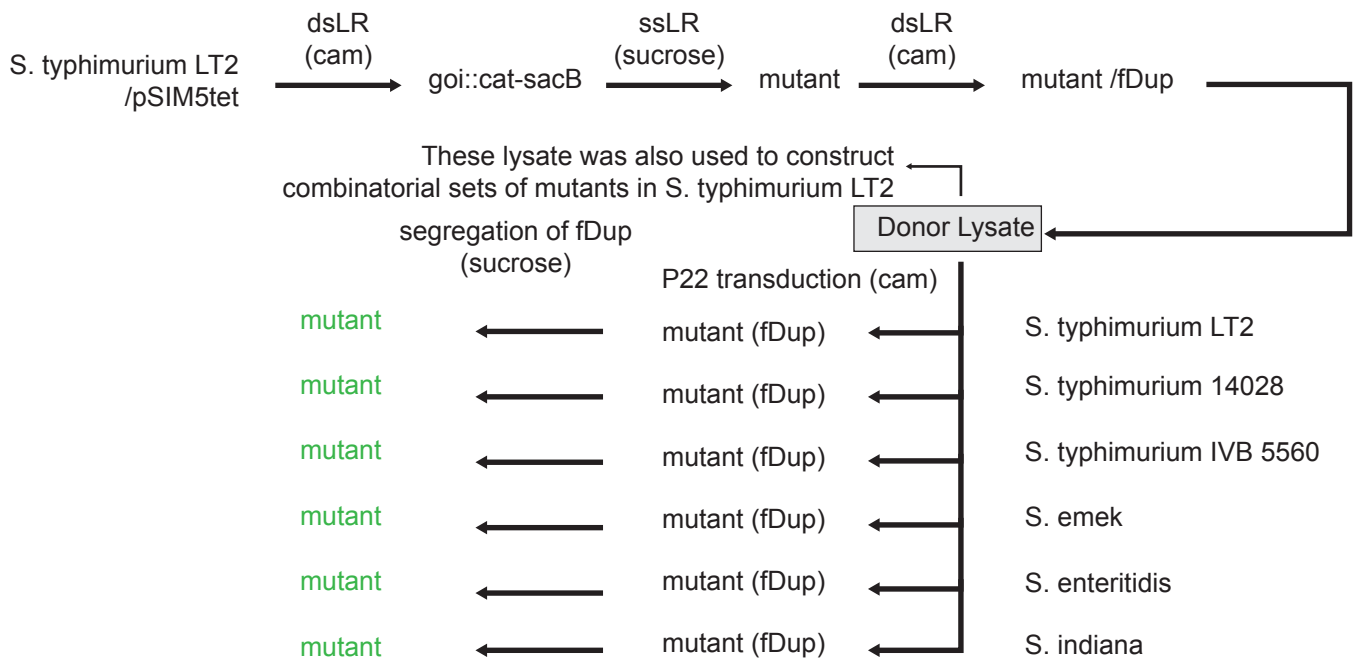 dsLR
(cam)
ssLR
(sucrose)
dsLR
(cam)
S. typhimurium LT2
/pSIM5tet
goi::cat-sacB
mutant
mutant /fDup
These lysate was also used to construct
combinatorial sets of mutants in S. typhimurium LT2
Donor Lysate
segregation of fDup
(sucrose)
P22 transduction (cam)
mutant
mutant (fDup)
S. typhimurium LT2
mutant
mutant (fDup)
S. typhimurium 14028
mutant
mutant (fDup)
S. typhimurium IVB 5560
mutant
mutant (fDup)
S. emek
mutant
mutant (fDup)
S. enteritidis
mutant
mutant (fDup)
S. indiana